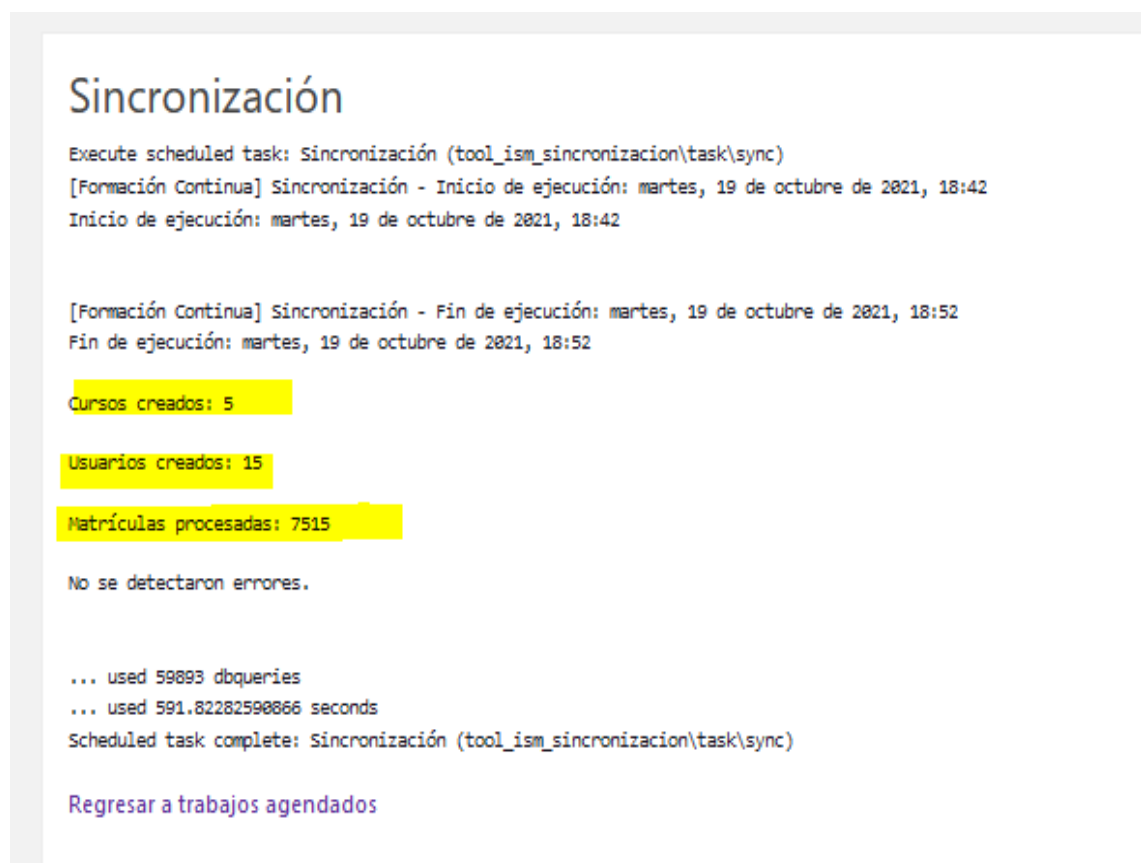 Sincronización
Execute scheduled task: Sincronización (tool_ism_sincronizacion\task\sync)
[Formación Continua] Sincronización - Inicio de ejecución: martes, 19 de octubre de 2021, 18:42
Inicio de ejecución: martes, 19 de octubre de 2021, 18:42
[Formación Continua] Sincronización - Fin de ejecución: martes, 19 de octubre de 2021, 18:52
Fin de ejecución: martes, 19 de octubre de 2021, 18:52
Cursos creados: 5
Usuarios creados: 15
Matrículas procesadas: 7515
No se detectaron errores.
... used 59893 dbqueries
... used 591.82282590866 seconds
Scheduled task complete: Sincronización (tool_ism_sincronizacion\task\sync)
Regresar a trabajos agendados